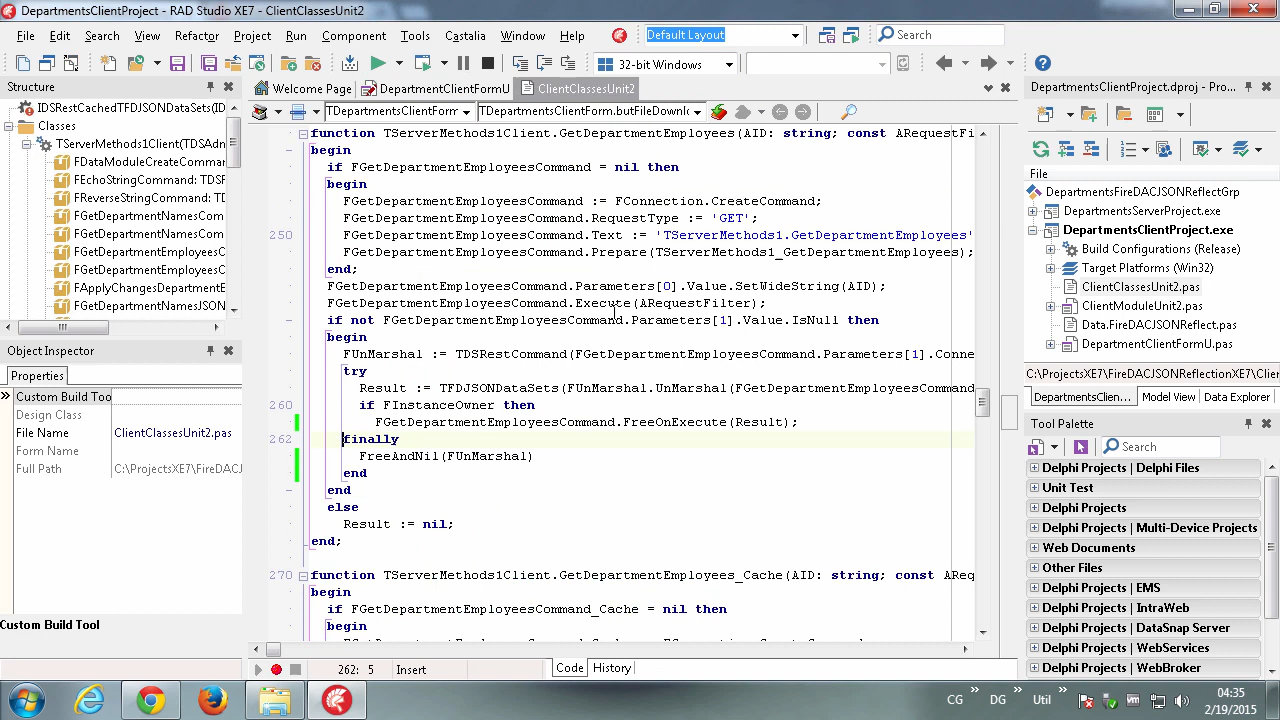 DepartmentsClientProject - RAD Studio XE7 - ClientClassesUnit2
File Edit Search View Refactor Project Run Component Tools Castalia Window Help Default Layout Search
32-bit Windows
Structure
IDSRestCachedTFDJSONDataSets(ID
Classes
TServerMethods1Client(TDSAdn
FDataModuleCreateComma
FEchoStringCommand: TDSF
FReverseStringCommand: T
FGetDepartmentNamesCom
FGetDepartmentNamesCom
FGetDepartmentEmployeesC
FGetDepartmentEmployeesC
FApplyChangesDepartmentE
FGetDepartmentNamesJSON
Object Inspector
Properties
Custom Build Too
Design Class
File Name ClientClassesUnit2.pas
Form Name
Full Path C:\ProjectsXE7\FireDAC
Custom Build Tool
Welcome Page DepartmentClientFormU ClientClassesUnit2
TDepartmentsClientForm DepartmentsClientForm.butFileDownl
function TServerMethods1Client.GetDepartmentEmployees(AID: string; const ARequestFi
begin
if FGetDepartmentEmployeesCommand = nil then
begin
FGetDepartmentEmployeesCommand := FConnection.CreateCommand;
FGetDepartmentEmployeesCommand.RequestType := 'GET';
250 FGetDepartmentEmployeesCommand.Text := 'TServerMethods1.GetDepartmentEmployees'
FGetDepartmentEmployeesCommand.Prepare(TServerMethods1_GetDepartmentEmployees);
end;
FGetDepartmentEmployeesCommand.Parameters[0].Value.SetWideString(AID);
FGetDepartmentEmployeesCommand.Execute(ARequestFilter);
if not FGetDepartmentEmployeesCommand.Parameters[1].Value.IsNull then
begin
FUnMarshal := TDSRestCommand(FGetDepartmentEmployeesCommand.Parameters[1].Conne
try
Result := TFDJSONDataSets(FUnMarshal.UnMarshal(FGetDepartmentEmployeesCommand
260 if FInstanceOwner then
FGetDepartmentEmployeesCommand.FreeOnExecute(Result);
262 finally
FreeAndNil(FUnMarshal)
end
end
else
Result := nil;
end;
270 function TServerMethods1Client.GetDepartmentEmployees_Cache(AID: string; const AReq
begin
if FGetDepartmentEmployeesCommand_Cache = nil then
begin
262: 5 Insert Code History
DepartmentsClientProject.dproj - Pro...
File
DepartmentsFireDACJSONReflectGrp
DepartmentsServerProject.exe
DepartmentsClientProject.exe
Build Configurations (Release)
Target Platforms (Win32)
ClientClassesUnit2.pas
ClientModuleUnit2.pas
Data.FireDACJSONReflect.pas
DepartmentClientFormU.pas
C:\ProjectsXE7\FireDACJSONReflectionXE7\Clier
DepartmentsClien... Model View Data Explorer
Tool Palette
Search
Delphi Projects | Delphi Files
Unit Test
Delphi Projects
Delphi Projects | Multi-Device Projects
Web Documents
Other Files
Delphi Projects | EMS
Delphi Projects | IntraWeb
Delphi Projects | DataSnap Server
Delphi Projects | WebServices
Delphi Projects | WebBroker
CG DG Util
04:35
2/19/2015